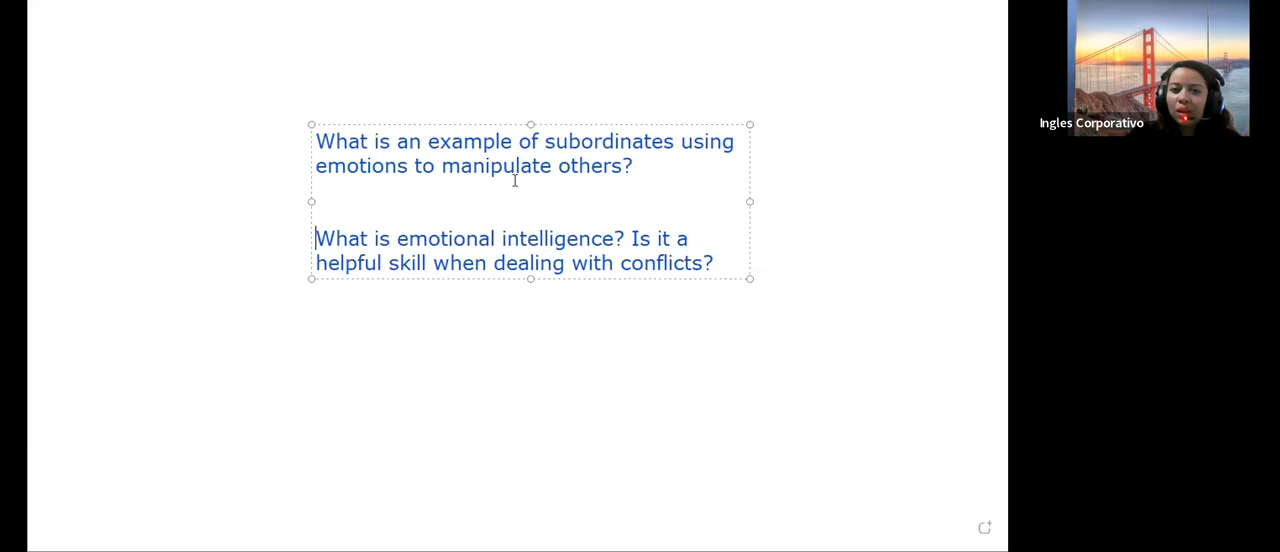 What is an example of subordinates using
emotions to manipulate others?
What is emotional intelligence? Is it a
helpful skill when dealing with conflicts?
Ingles Corporativo